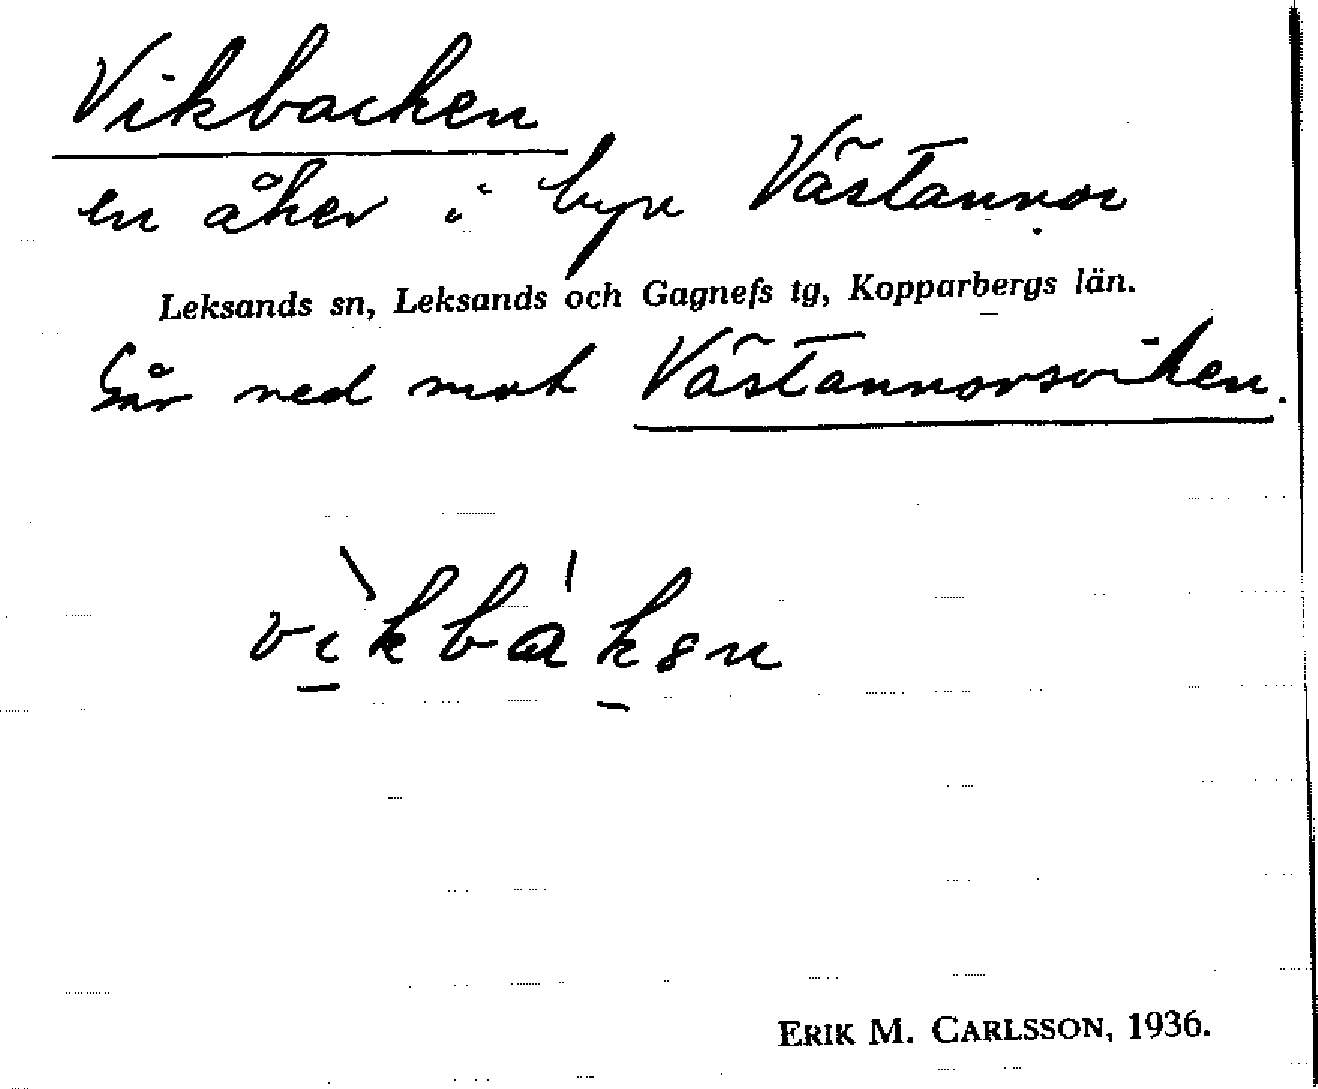 Vikbacken
en åker i byn Västannor
Leksands sn, Leksands och Gagnefs tg, Kopparbergs län.
Går ned mot Västannorsviken.
vìkbáksn
ERIK M. CARLSSON, 1936.